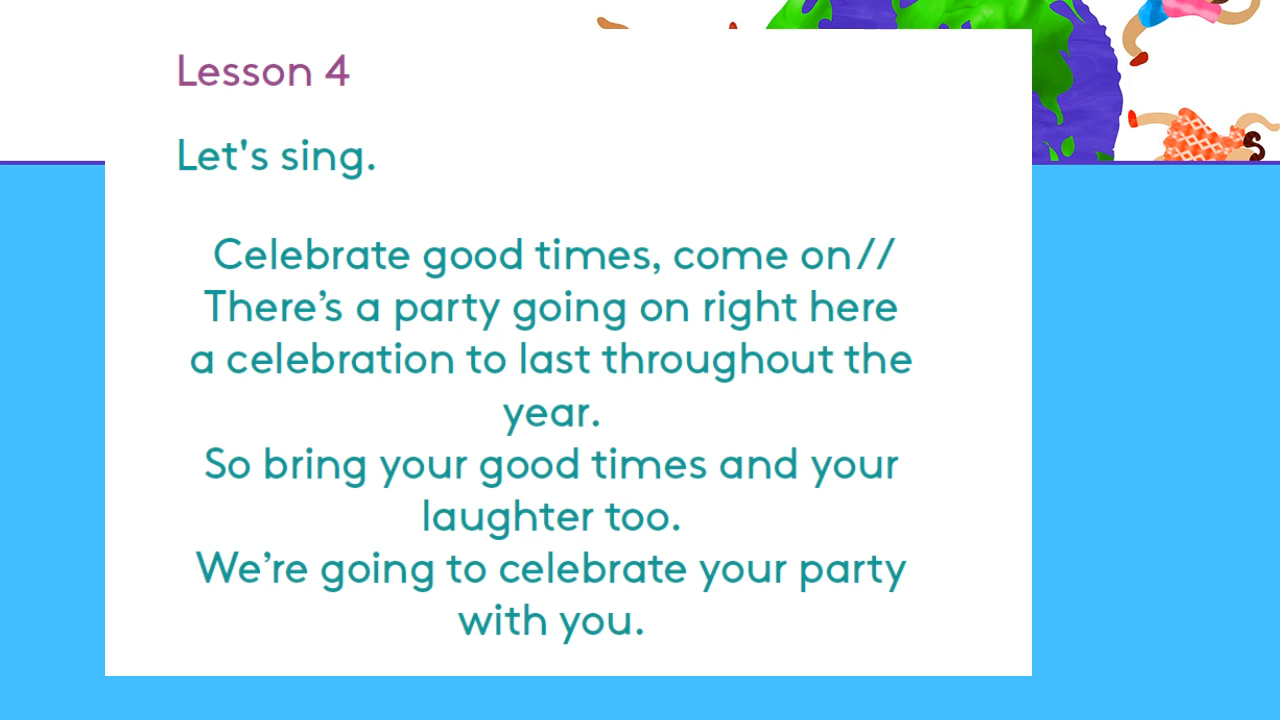 Lesson 4
Let's sing.
Celebrate good times, come on//
There’s a party going on right here
a celebration to last throughout the
year.
So bring your good times and your
laughter too.
We’re going to celebrate your party
with you.